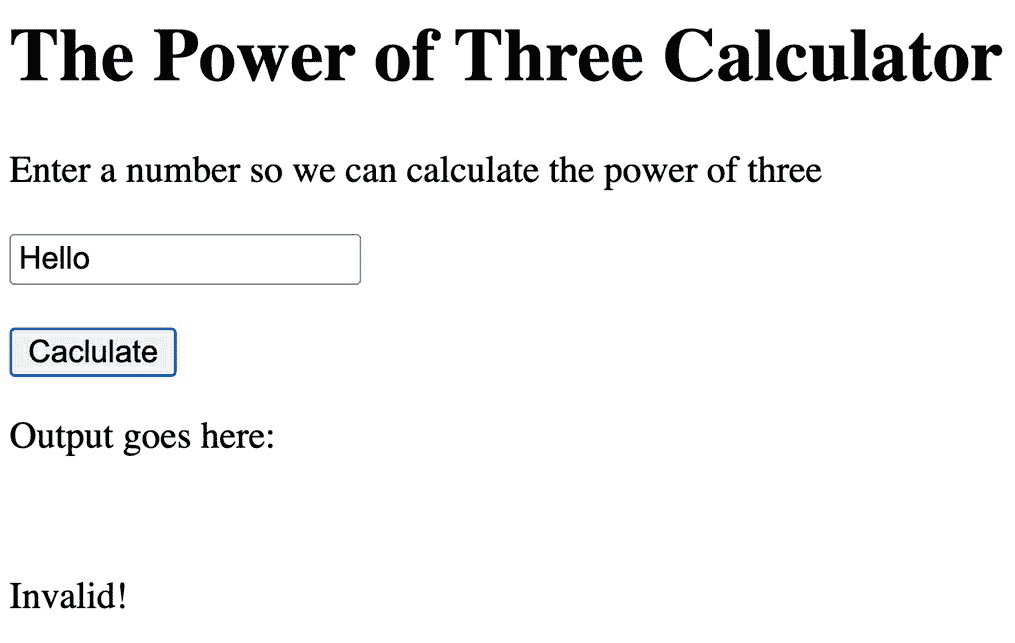 The Power of Three Calculator
Enter a number so we can calculate the power of three
Hello
Caclulate
Output goes here:
Invalid!